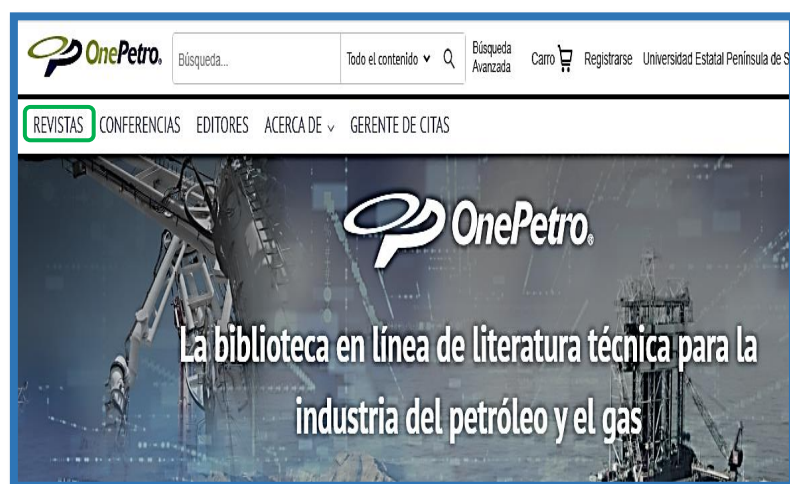 OnePetro®
Búsqueda...
Todo el contenido
Búsqueda Avanzada
Carro
Registrarse
Universidad Estatal Península de S
REVISTAS CONFERENCIAS EDITORES ACERCA DE GERENTE DE CITAS
OnePetro®
La biblioteca en línea de literatura técnica para la
industria del petróleo y el gas